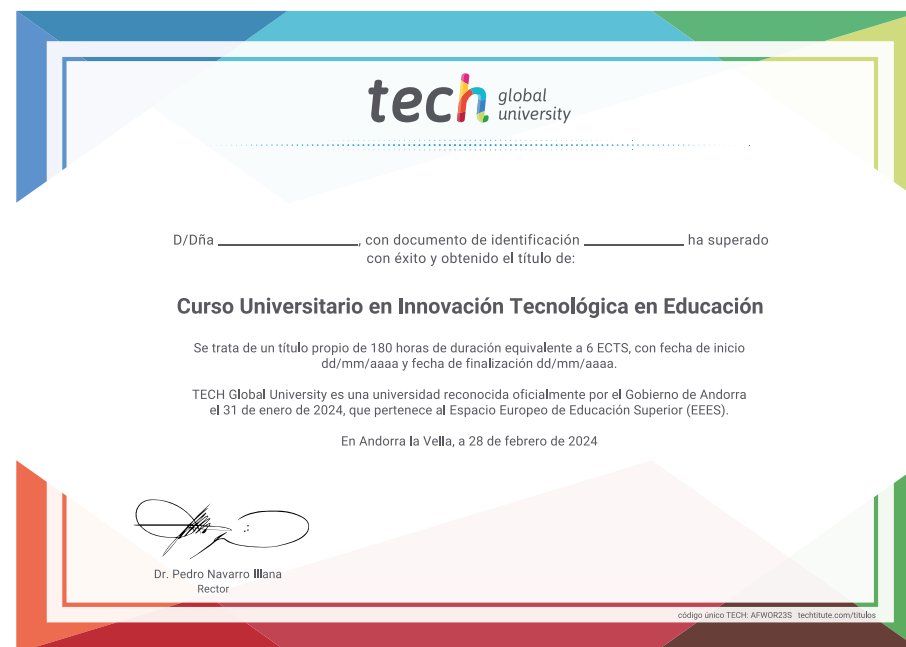 tech global university
D/Dña ____________________, con documento de identificación ______________ ha superado
con éxito y obtenido el título de:
Curso Universitario en Innovación Tecnológica en Educación
Se trata de un título propio de 180 horas de duración equivalente a 6 ECTS, con fecha de inicio
dd/mm/aaaa y fecha de finalización dd/mm/aaaa.
TECH Global University es una universidad reconocida oficialmente por el Gobierno de Andorra
el 31 de enero de 2024, que pertenece al Espacio Europeo de Educación Superior (EEES).
En Andorra la Vella, a 28 de febrero de 2024
Dr. Pedro Navarro Illana
Rector
código único TECH: AFWOR23S techtitute.com/titulos